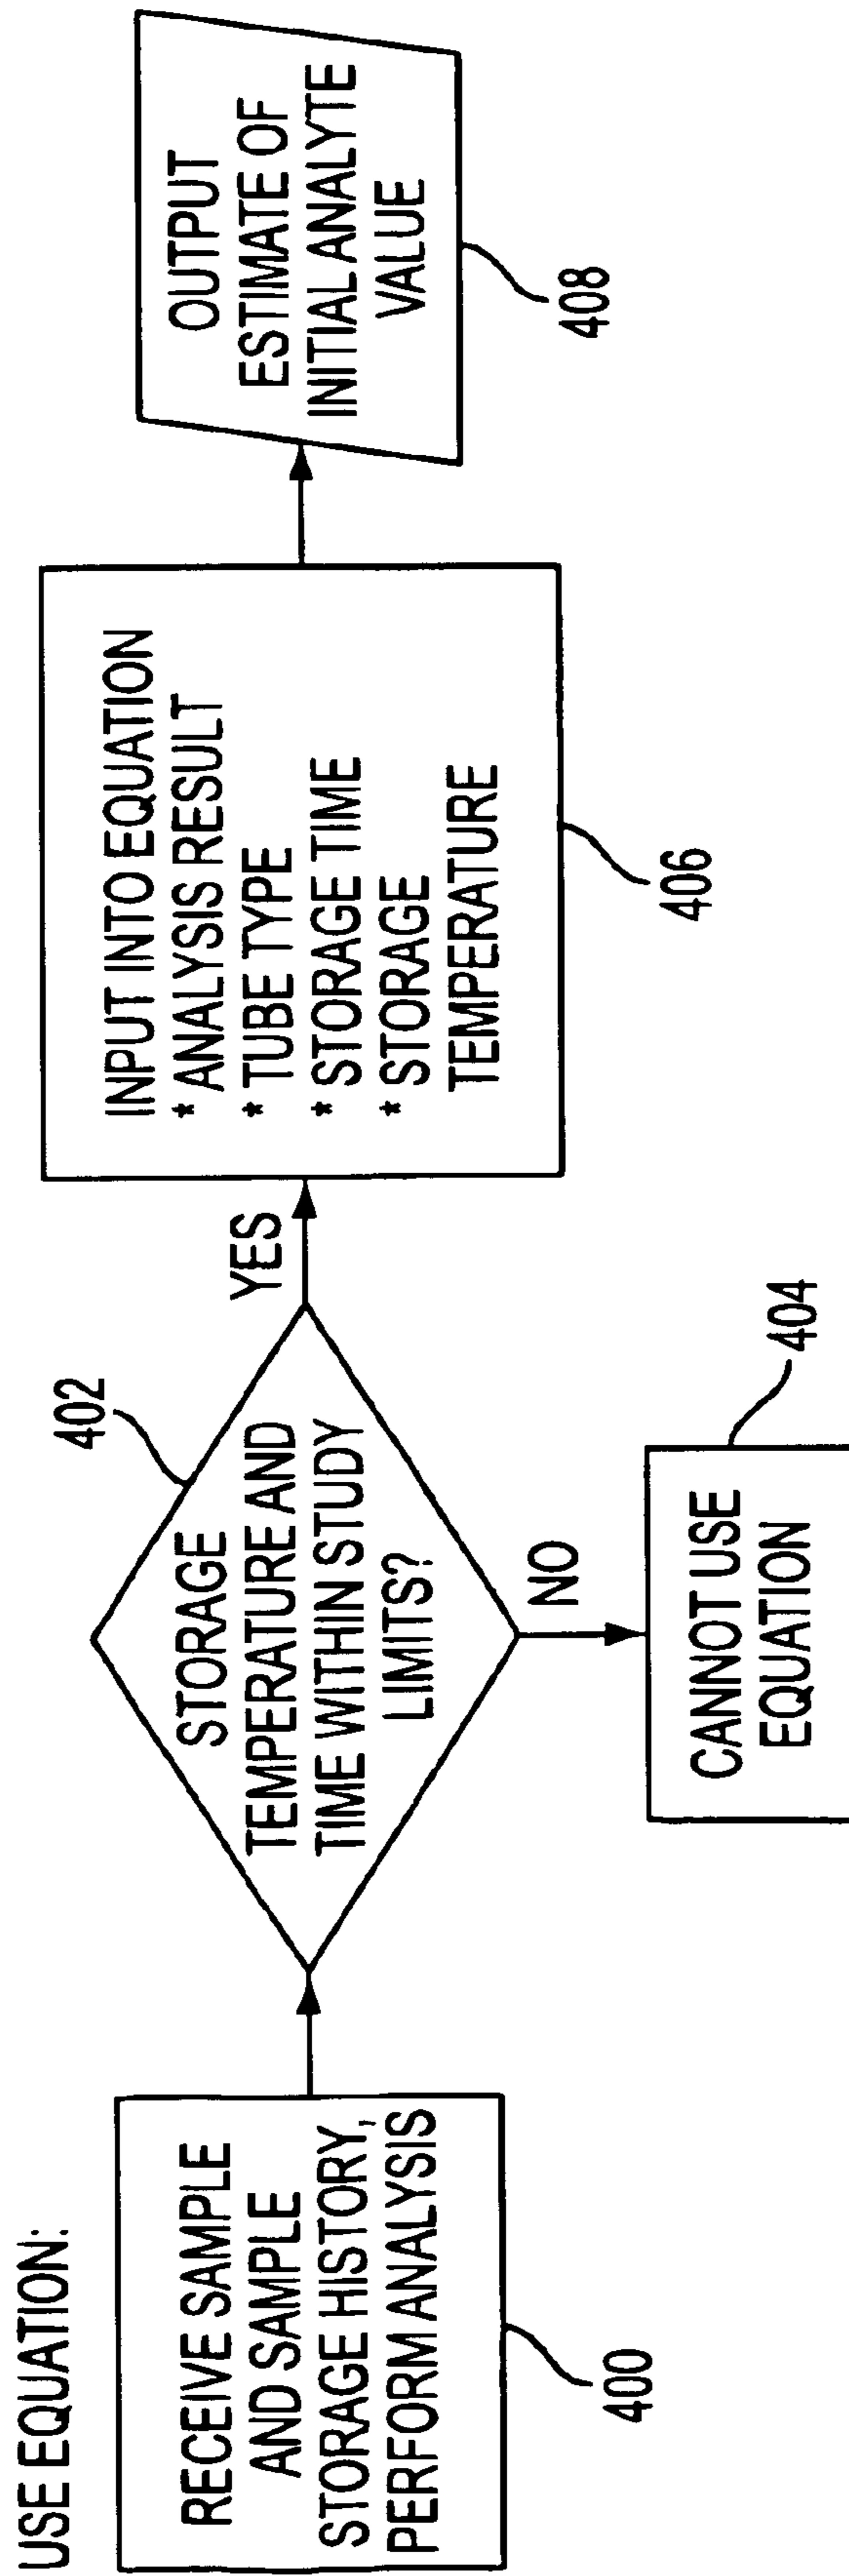 USE EQUATION:
RECEIVE SAMPLE
AND SAMPLE
STORAGE HISTORY,
PERFORM ANALYSIS
400
402
STORAGE
TEMPERATURE AND
TIME WITHIN STUDY
LIMITS?
NO
CANNOT USE
EQUATION
404
YES
INPUT INTO EQUATION
* ANALYSIS RESULT
* TUBE TYPE
* STORAGE TIME
* STORAGE
TEMPERATURE
406
OUTPUT
ESTIMATE OF
INITIAL ANALYTE
VALUE
408